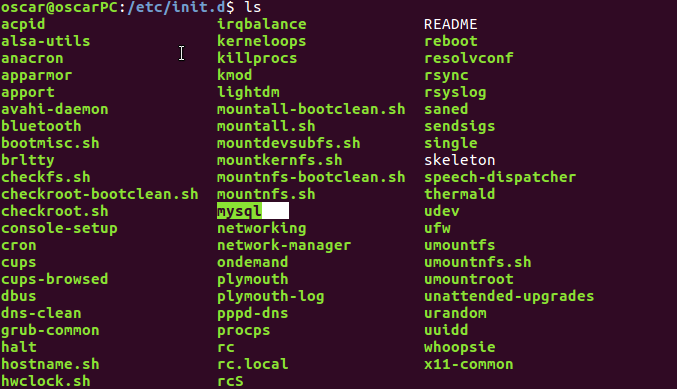 oscar@oscarPC:/etc/init.d$ ls
acpid irqbalance README
alsa-utils kerneloops reboot
anacron killprocs resolvconf
apparmor kmod rsync
apport lightdm rsyslog
avahi-daemon mountall-bootclean.sh saned
bluetooth mountall.sh sendsigs
bootmisc.sh mountdevsubfs.sh single
brltty mountkernfs.sh skeleton
checkfs.sh mountnfs-bootclean.sh speech-dispatcher
checkroot-bootclean.sh mountnfs.sh thermald
checkroot.sh mysql udev
console-setup networking ufw
cron network-manager umountfs
cups ondemand umountnfs.sh
cups-browsed plymouth umountroot
dbus plymouth-log unattended-upgrades
dns-clean pppd-dns urandom
grub-common procps uuidd
halt rc whoopsie
hostname.sh rc.local x11-common
hwclock.sh rcS